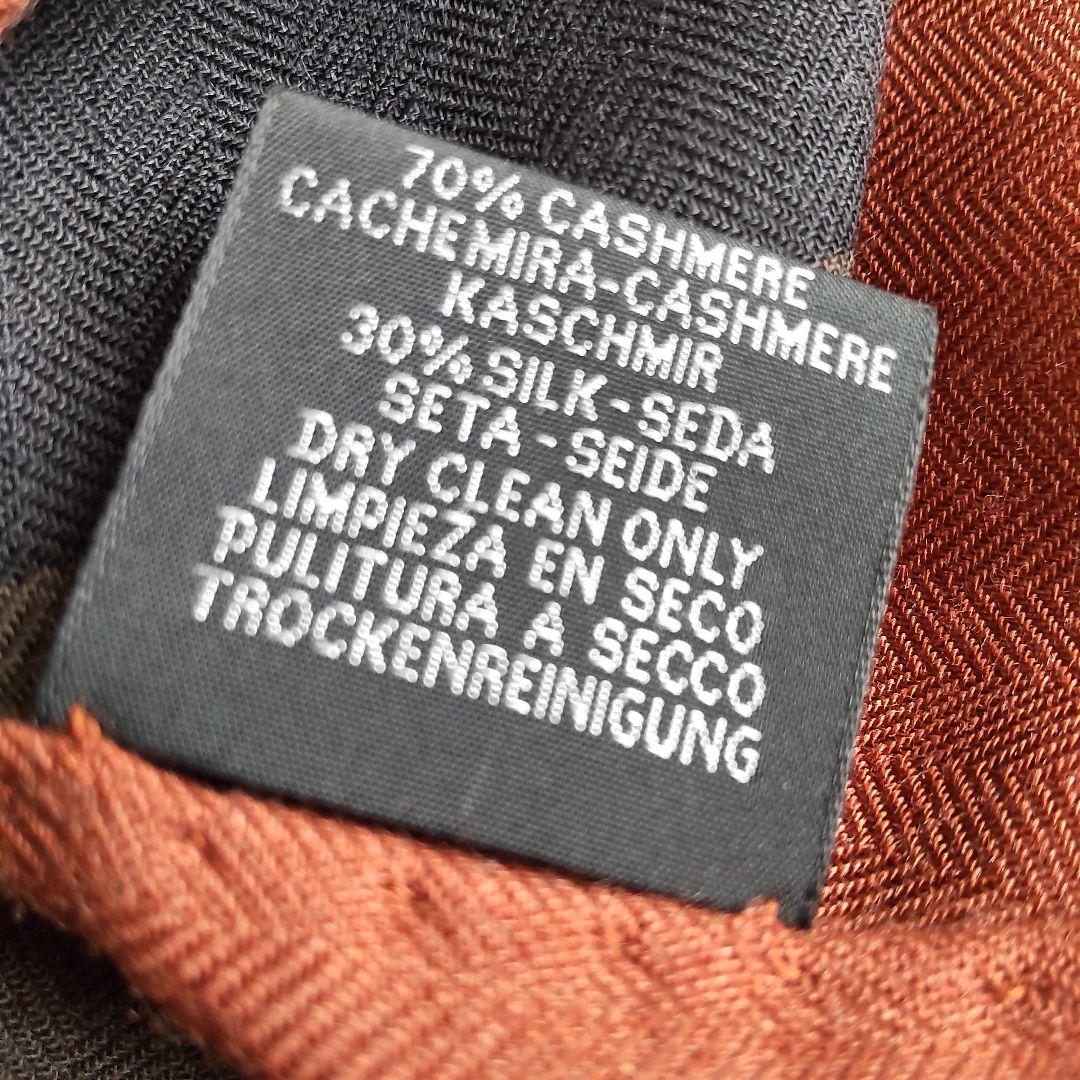 70% CASHMERE
CACHEMIRA-CASHMERE
KASCHMIR
30% SILK-SEDA
SETA-SEIDE
DRY CLEAN ONLY
LIMPIEZA EN SECO
PULITURA A SECCO
TROCKENREINIGUNG